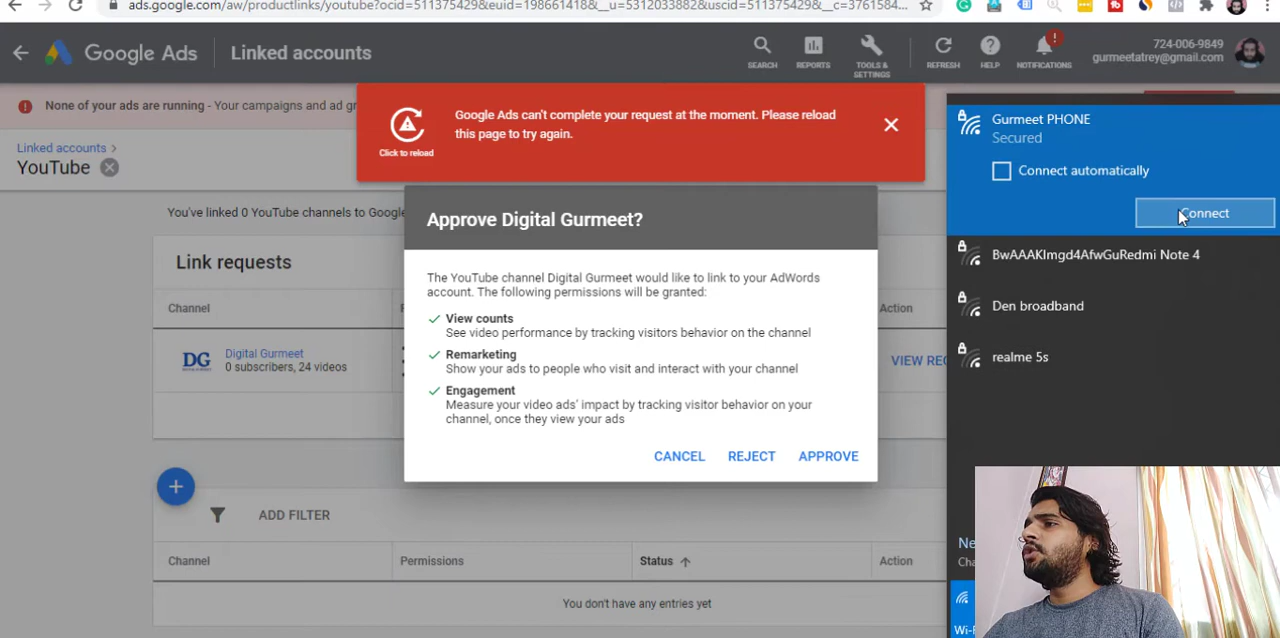 ads.google.com/aw/productlinks/youtube?ocid=511375429&euid=198661418&__u=5312033882&uscid=511375429&__c=3761584...
Google Ads
Linked accounts
SEARCH
REPORTS
TOOLS &
SETTINGS
REFRESH
HELP
NOTIFICATIONS
724-006-9849
gurmeetatrey@gmail.com
None of your ads are running - Your campaigns and ad gr
Google Ads can't complete your request at the moment. Please reload
this page to try again.
Click to reload
Linked accounts
YouTube
You've linked 0 YouTube channels to Google
Link requests
Channel
Action
Digital Gurmeet
0 subscribers, 24 videos
VIEW REQ
Approve Digital Gurmeet?
The YouTube channel Digital Gurmeet would like to link to your AdWords
account. The following permissions will be granted:
View counts
See video performance by tracking visitors behavior on the channel
Remarketing
Show your ads to people who visit and interact with your channel
Engagement
Measure your video ads' impact by tracking visitor behavior on your
channel, once they view your ads
CANCEL
REJECT
APPROVE
ADD FILTER
Channel
Permissions
Status
Action
You don't have any entries yet
Gurmeet PHONE
Secured
Connect automatically
Connect
BwAAAKlmgd4AfwGuRedmi Note 4
Den broadband
realme 5s